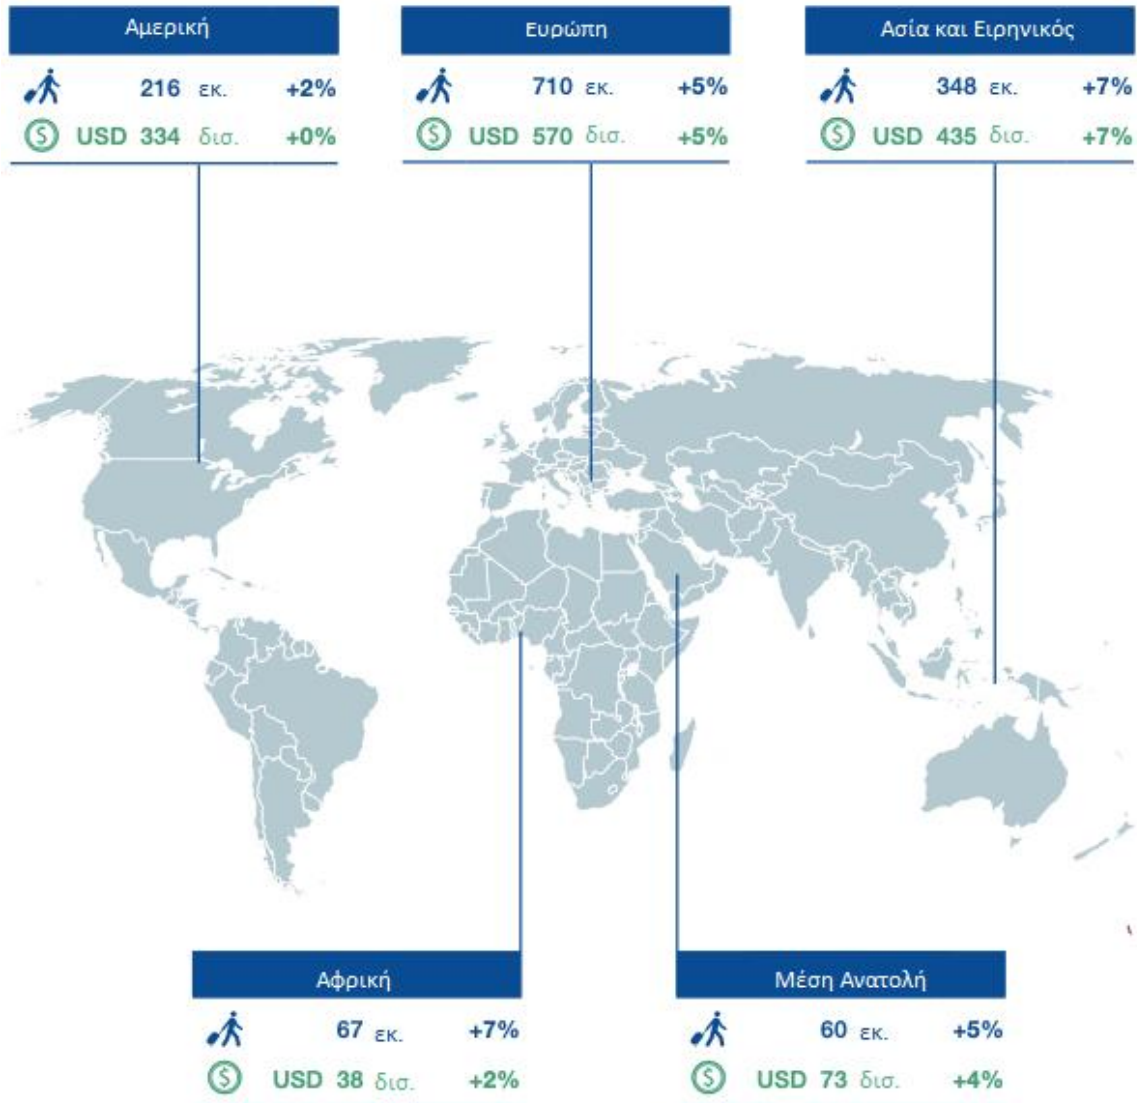 Αμερική
216 εκ. +2%
$ USD 334 δισ. +0%
Ευρώπη
710 εκ. +5%
$ USD 570 δισ. +5%
Ασία και Ειρηνικός
348 εκ. +7%
$ USD 435 δισ. +7%
Αφρική
67 εκ. +7%
$ USD 38 δισ. +2%
Μέση Ανατολή
60 εκ. +5%
$ USD 73 δισ. +4%